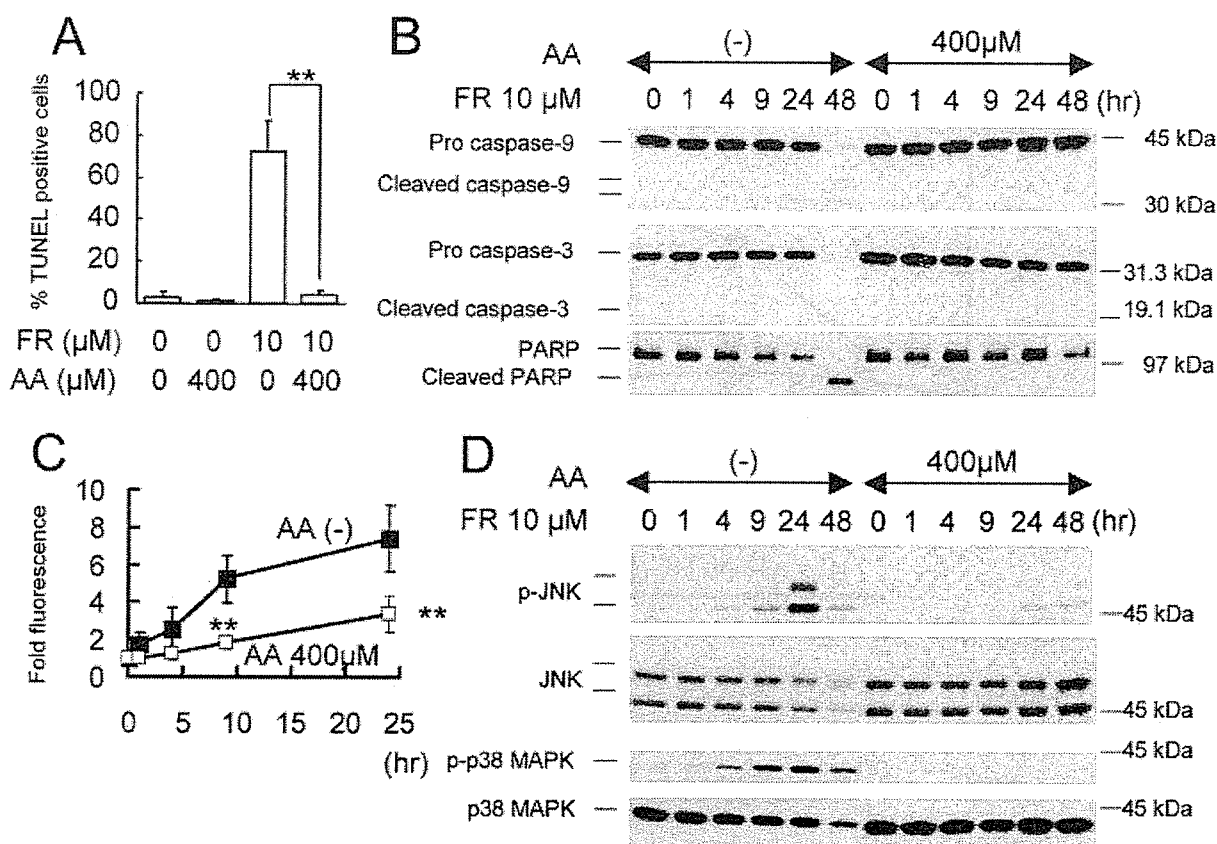 A
**
% TUNEL positive cells
100
80
60
40
20
0
FR (µM) 0 0 10 10
AA (µM) 0 400 0 400
B
AA (-) 400µM
FR 10 µM 0 1 4 9 24 48 0 1 4 9 24 48 (hr)
Pro caspase-9 45 kDa
Cleaved caspase-9
30 kDa
Pro caspase-3
31.3 kDa
Cleaved caspase-3 19.1 kDa
PARP
97 kDa
Cleaved PARP
C
Fold fluorescence
10
8
6
4
2
0
AA (-)
**
**
AA 400µM
0 5 10 15 20 25
(hr)
D
AA (-) 400µM
FR 10 µM 0 1 4 9 24 48 0 1 4 9 24 48 (hr)
p-JNK
45 kDa
JNK
45 kDa
p-p38 MAPK 45 kDa
p38 MAPK 45 kDa